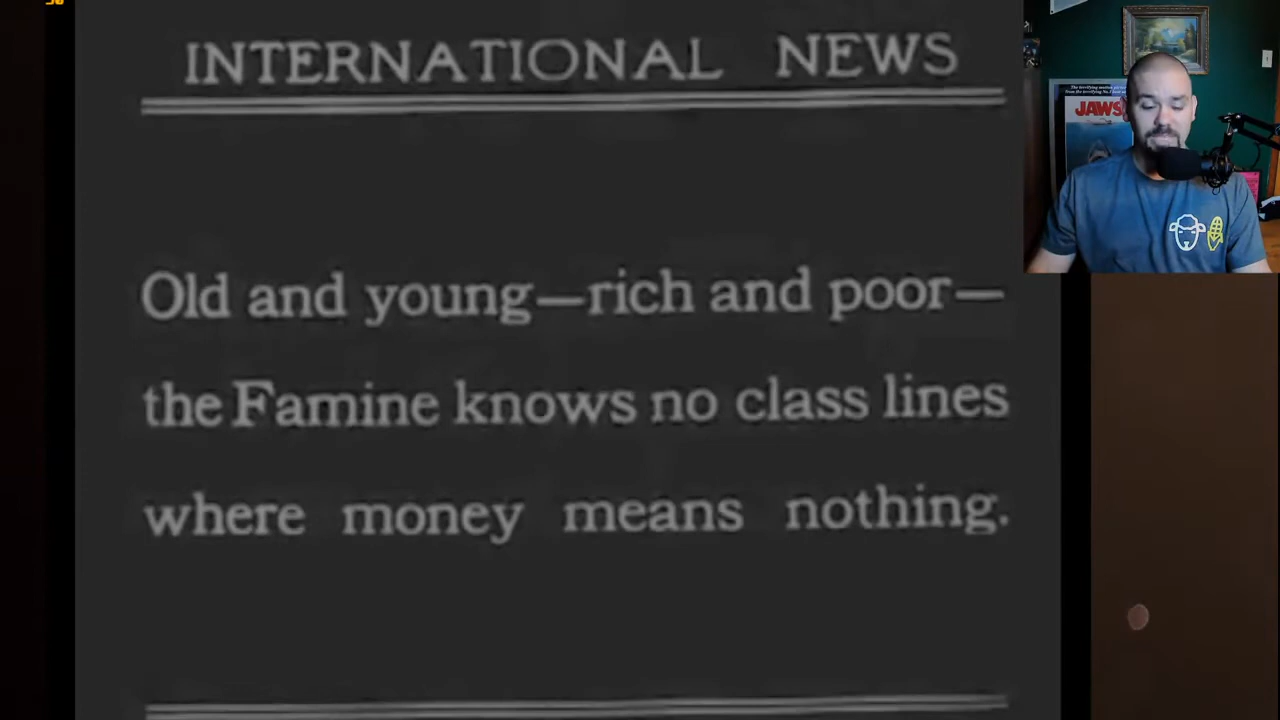 INTERNATIONAL NEWS
Old and young—rich and poor—
the Famine knows no class lines
where money means nothing.
JAWS